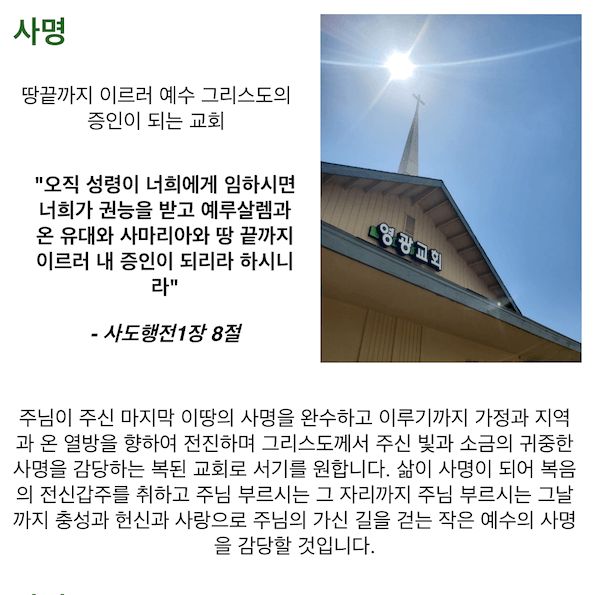 사명
땅끝까지 이르러 예수 그리스도의
증인이 되는 교회
"오직 성령이 너희에게 임하시면
너희가 권능을 받고 예루살렘과
온 유대와 사마리아와 땅 끝까지
이르러 내 증인이 되리라 하시니
라"
- 사도행전1장 8절
영광교회
주님이 주신 마지막 이땅의 사명을 완수하고 이루기까지 가정과 지역
과 온 열방을 향하여 전진하며 그리스도께서 주신 빛과 소금의 귀중한
사명을 감당하는 복된 교회로 서기를 원합니다. 삶이 사명이 되어 복음
의 전신갑주를 취하고 주님 부르시는 그 자리까지 주님 부르시는 그날
까지 충성과 헌신과 사랑으로 주님의 가신 길을 걷는 작은 예수의 사명
을 감당할 것입니다.